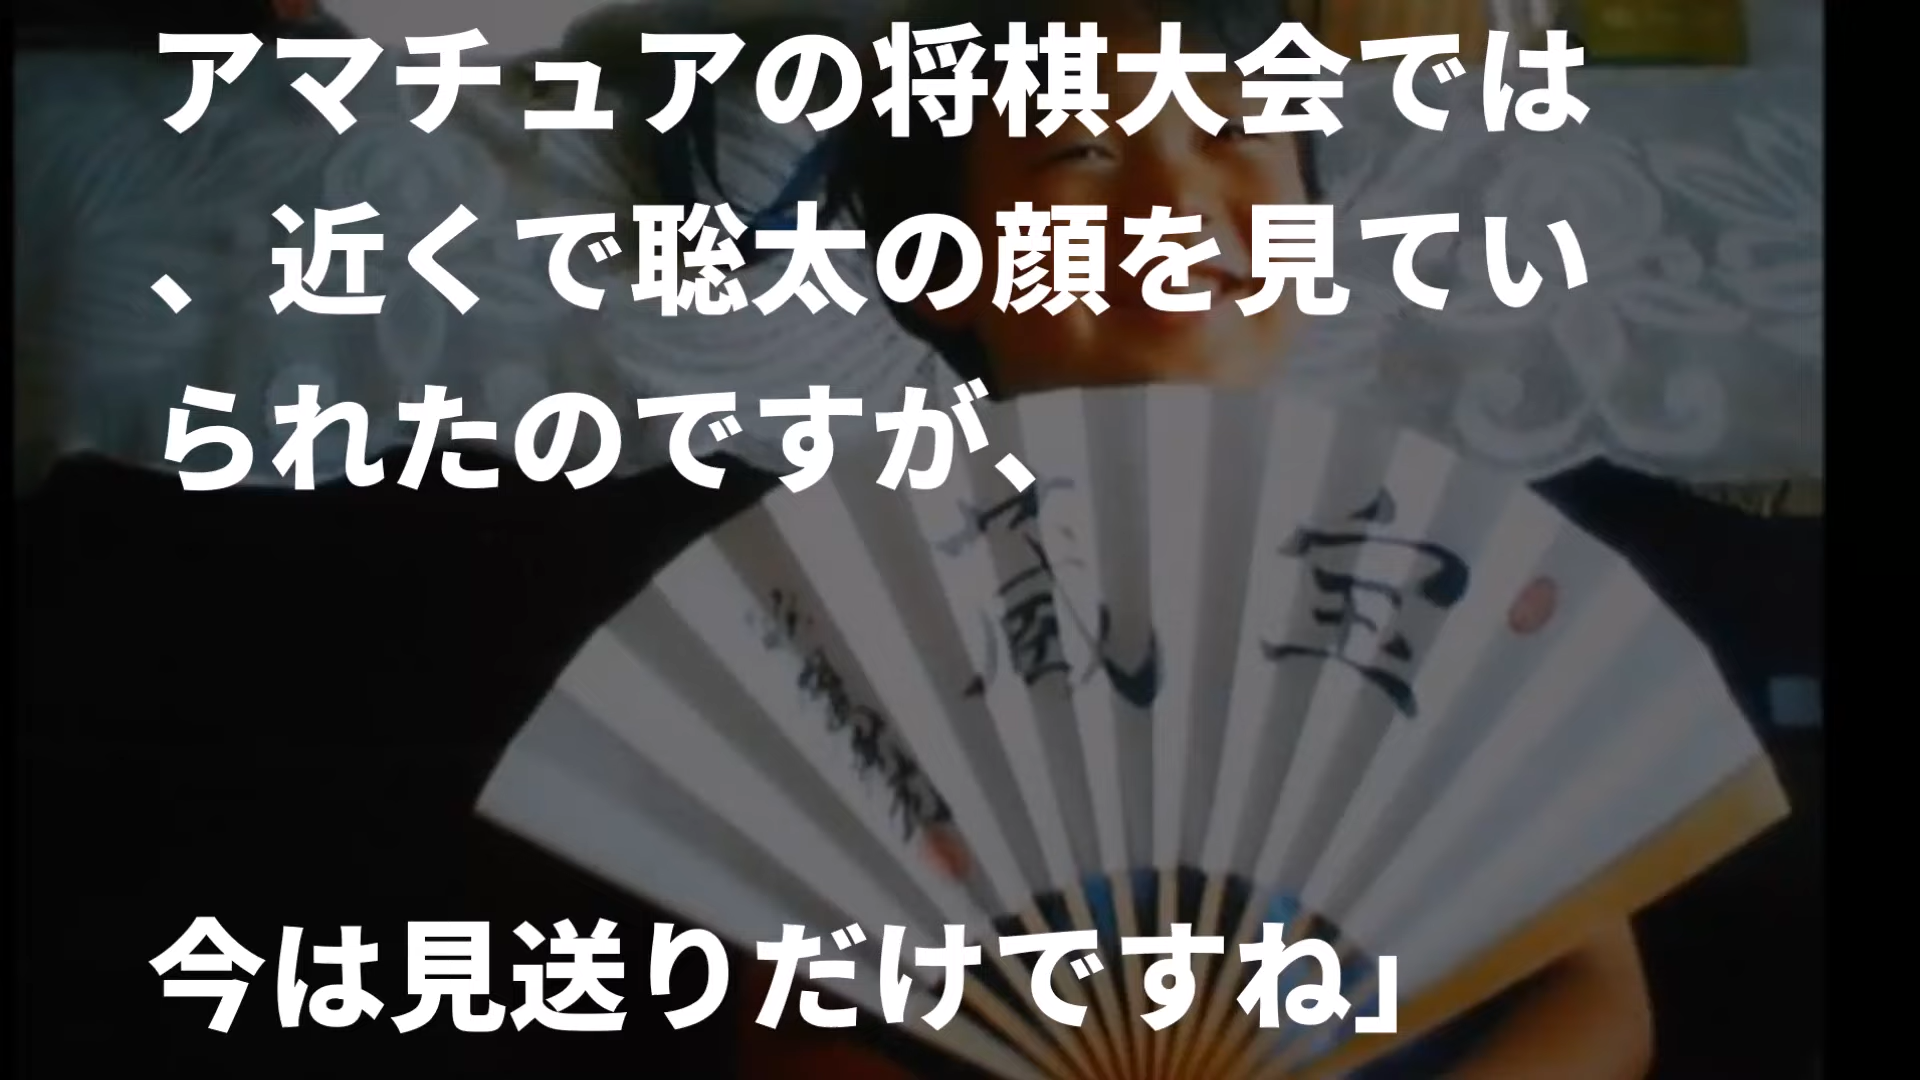 アマチュアの将棋大会では
、近くで聡太の顔を見てい
られたのですが、
今は見送りだけですね」
宝
蔵